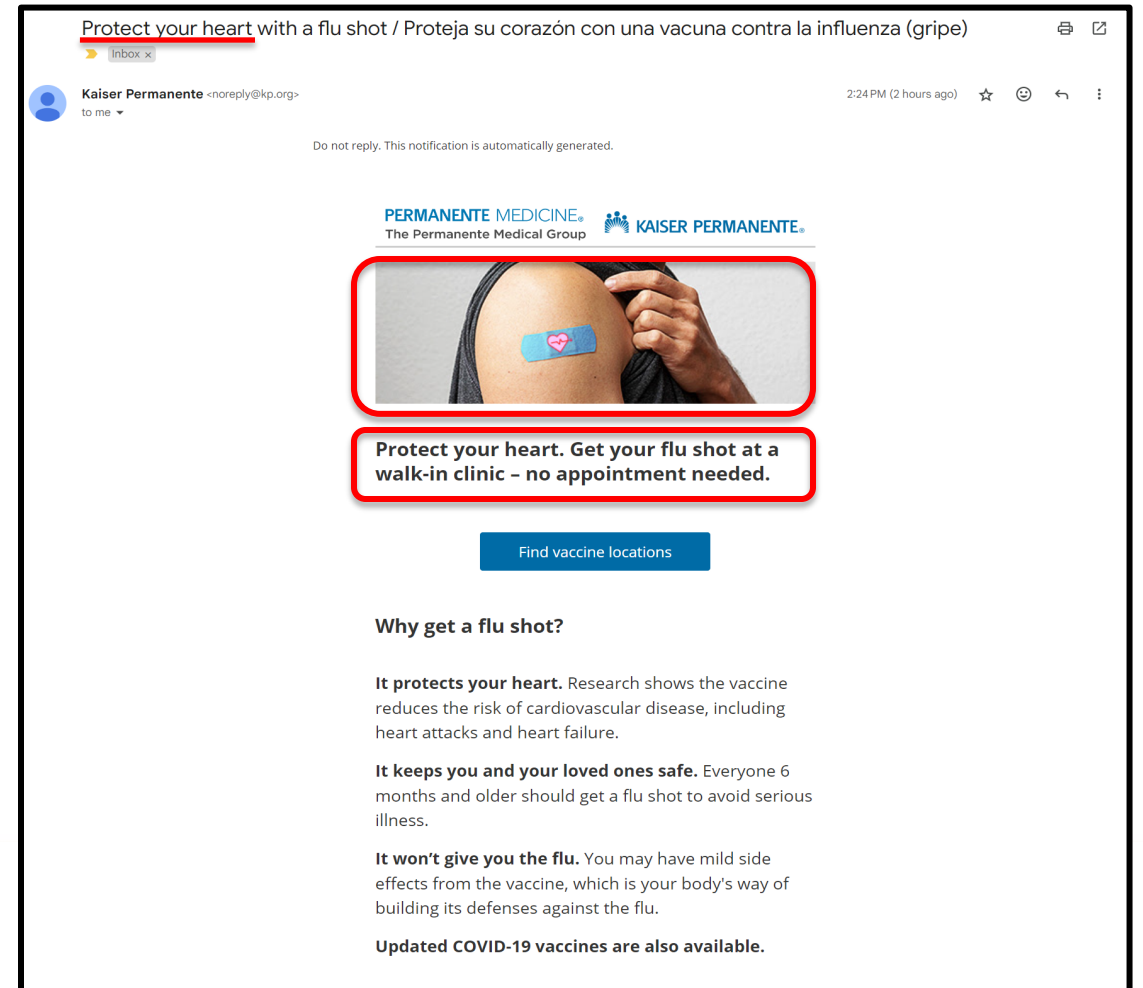 Protect your heart with a flu shot / Proteja su corazón con una vacuna contra la influenza (gripe)
Inbox ×
Kaiser Permanente <noreply@kp.org>
2:24 PM (2 hours ago)
to me
Do not reply. This notification is automatically generated.
PERMANENTE MEDICINE®
The Permanente Medical Group
KAISER PERMANENTE®
Protect your heart. Get your flu shot at a
walk-in clinic – no appointment needed.
Find vaccine locations
Why get a flu shot?
It protects your heart. Research shows the vaccine
reduces the risk of cardiovascular disease, including
heart attacks and heart failure.
It keeps you and your loved ones safe. Everyone 6
months and older should get a flu shot to avoid serious
illness.
It won’t give you the flu. You may have mild side
effects from the vaccine, which is your body's way of
building its defenses against the flu.
Updated COVID-19 vaccines are also available.